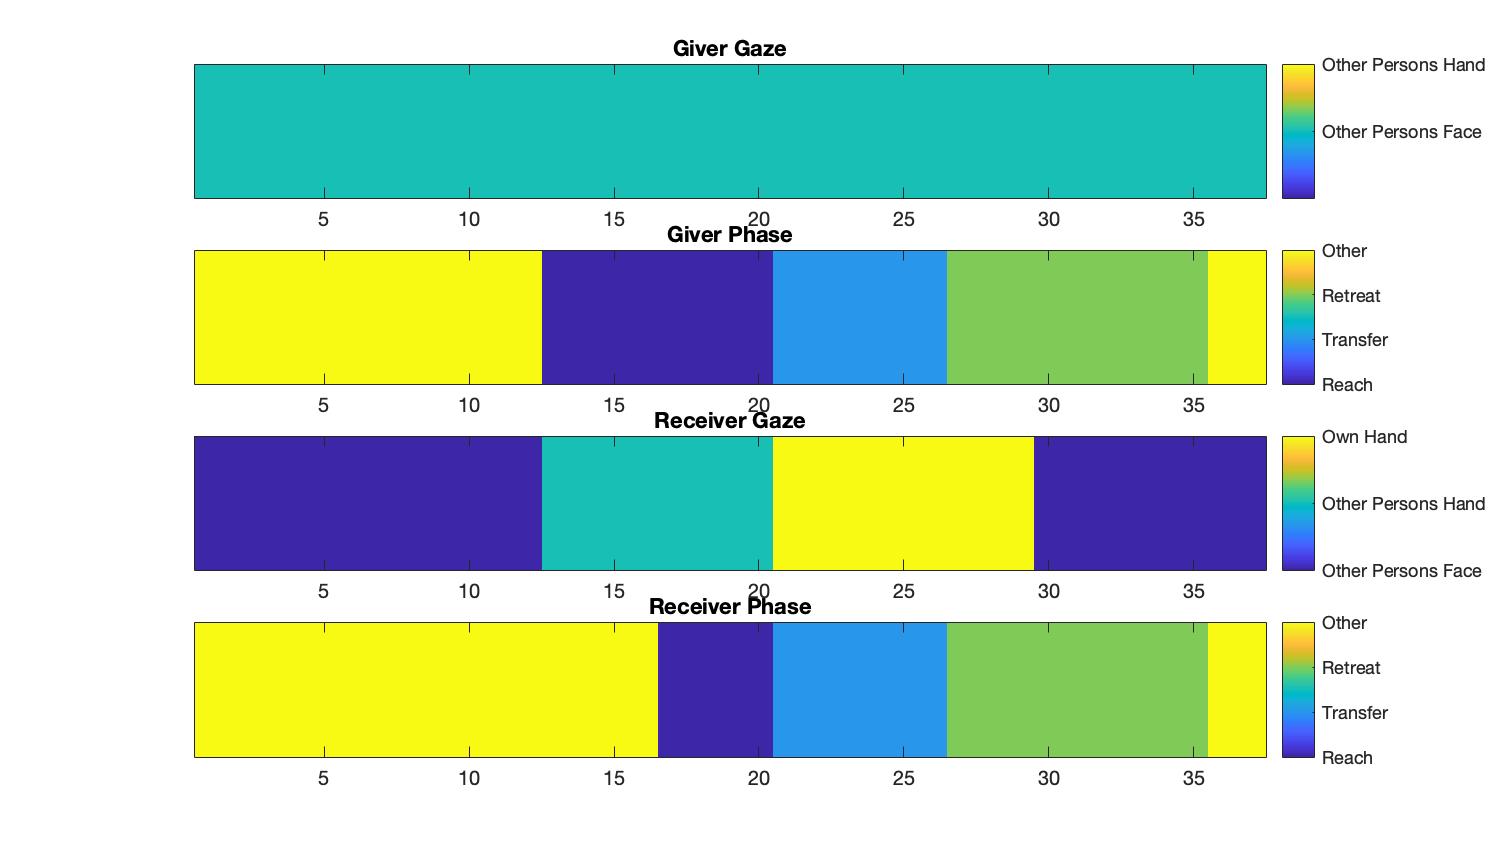 Giver Gaze
Other Persons Hand
Other Persons Face
5 10 15 20 25 30 35
Giver Phase
Other
Retreat
Transfer
Reach
5 10 15 20 25 30 35
Receiver Gaze
Own Hand
Other Persons Hand
Other Persons Face
5 10 15 20 25 30 35
Receiver Phase
Other
Retreat
Transfer
Reach
5 10 15 20 25 30 35